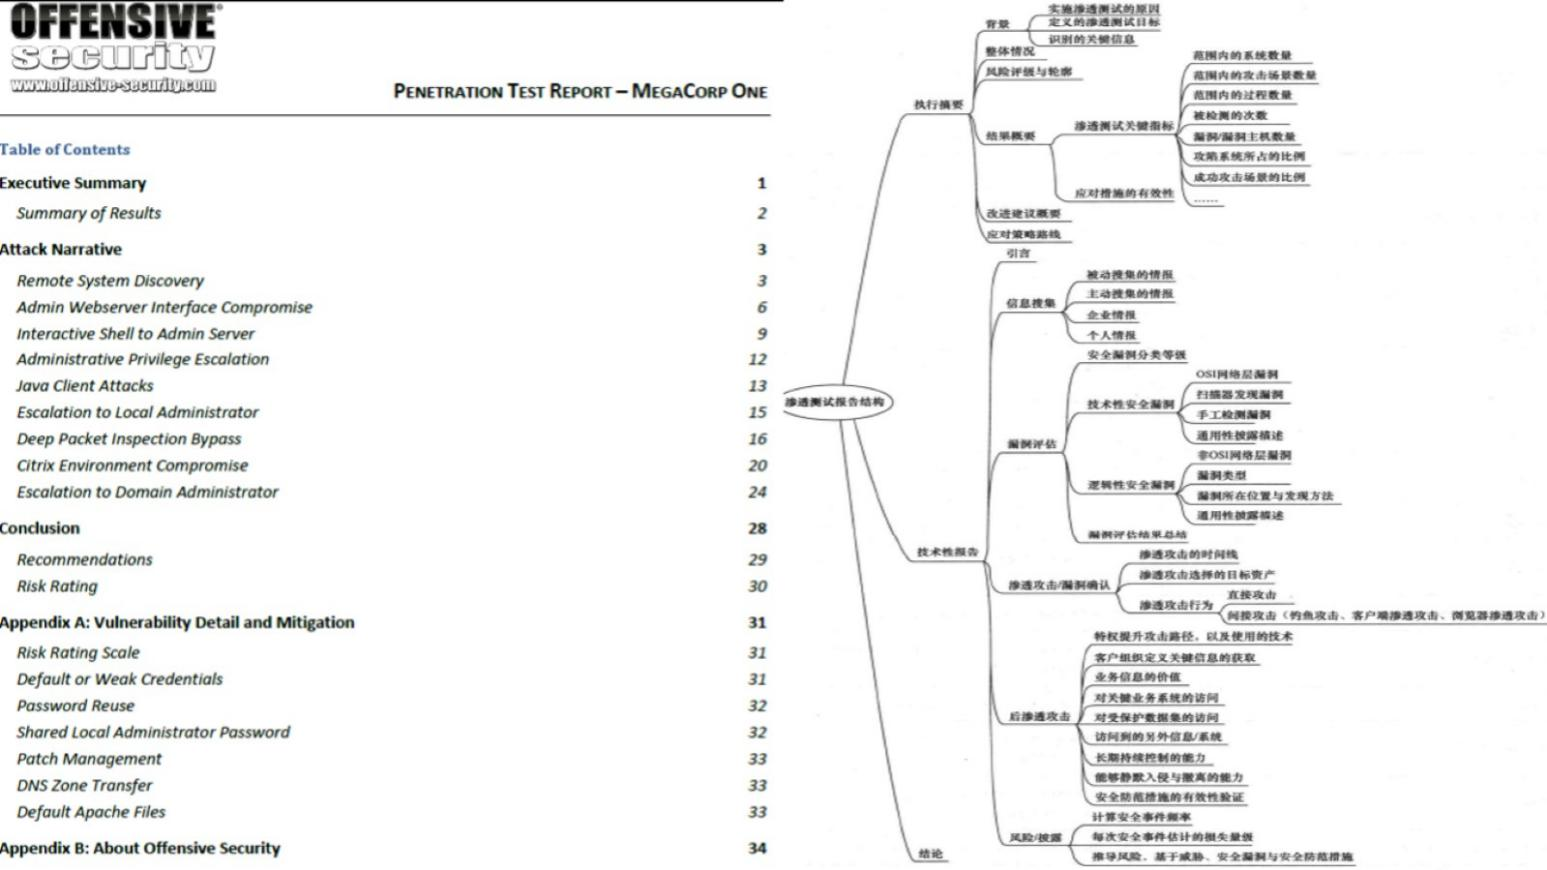 OFFENSIVE
security
www.offensive-security.com
PENETRATION TEST REPORT – MEGACORP ONE
Table of Contents
Executive Summary 1
Summary of Results 2
Attack Narrative 3
Remote System Discovery 3
Admin Webserver Interface Compromise 6
Interactive Shell to Admin Server 9
Administrative Privilege Escalation 12
Java Client Attacks 13
Escalation to Local Administrator 15
Deep Packet Inspection Bypass 16
Citrix Environment Compromise 20
Escalation to Domain Administrator 24
Conclusion 28
Recommendations 29
Risk Rating 30
Appendix A: Vulnerability Detail and Mitigation 31
Risk Rating Scale 31
Default or Weak Credentials 31
Password Reuse 32
Shared Local Administrator Password 32
Patch Management 33
DNS Zone Transfer 33
Default Apache Files 33
Appendix B: About Offensive Security 34
渗透测试报告结构
执行摘要
背景
实施渗透测试的原因
定义的渗透测试目标
识别的关键信息
整体情况
风险评级与轮廓
结果概要
渗透测试关键指标
范围内的系统数量
范围内的攻击场景数量
范围内的过程数量
被检测的次数
漏洞/漏洞主机数量
攻陷系统所占的比例
成功攻击场景的比例
……
应对措施的有效性
改进建议概要
应对策略路线
技术性报告
引言
信息搜集
被动搜集的情报
主动搜集的情报
企业情报
个人情报
漏洞评估
安全漏洞分类等级
技术性安全漏洞
OSI网络层漏洞
扫描器发现漏洞
手工检测漏洞
通用性披露描述
逻辑性安全漏洞
非OSI网络层漏洞
漏洞类型
漏洞所在位置与发现方法
通用性披露描述
漏洞评估结果总结
渗透攻击/漏洞确认
渗透攻击的时间线
渗透攻击选择的目标资产
渗透攻击行为
直接攻击
间接攻击（钓鱼攻击、客户端渗透攻击、浏览器渗透攻击）
后渗透攻击
特权提升攻击路径，以及使用的技术
客户组织定义关键信息的获取
业务信息的价值
对关键业务系统的访问
对受保护数据集的访问
访问到的另外信息/系统
长期持续控制的能力
能够静默入侵与撤离的能力
安全防范措施的有效性验证
风险/披露
计算安全事件频率
每次安全事件估计的损失量级
推导风险，基于威胁、安全漏洞与安全防范措施
结论